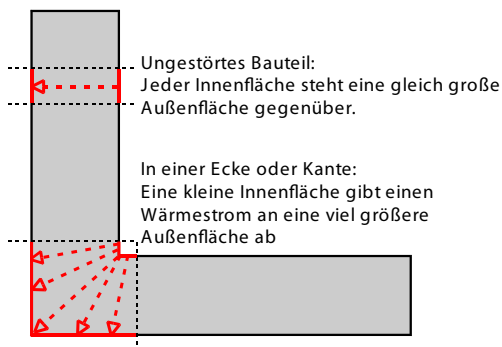 Ungestörtes Bauteil:
Jeder Innenfläche steht eine gleich große
Außenfläche gegenüber.
In einer Ecke oder Kante:
Eine kleine Innenfläche gibt einen
Wärmestrom an eine viel größere
Außenfläche ab